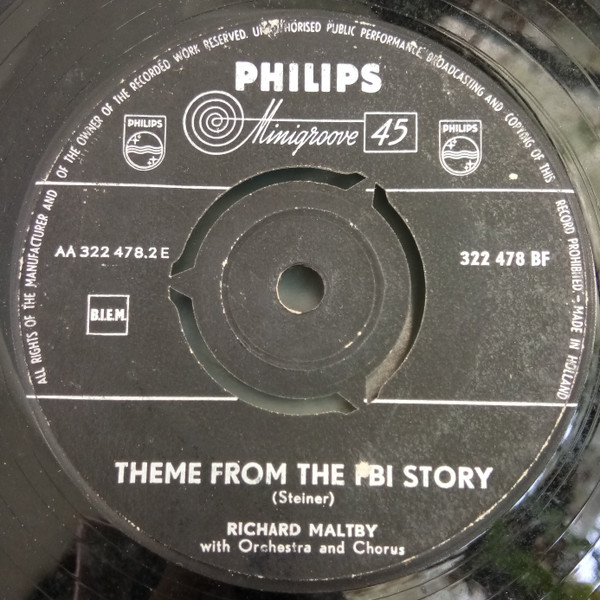 ALL RIGHTS OF THE MANUFACTURER AND OF THE OWNER OF THE RECORDED WORK RESERVED. UNAUTHORISED PUBLIC PERFORMANCE, BROADCASTING AND COPYING OF THIS RECORD PROHIBITED. - MADE IN HOLLAND
PHILIPS
PHILIPS
Minigroove 45
PHILIPS
AA 322 478.2 E
322 478 BF
B.I.E.M.
THEME FROM THE FBI STORY
(Steiner)
RICHARD MALTBY
with Orchestra and Chorus